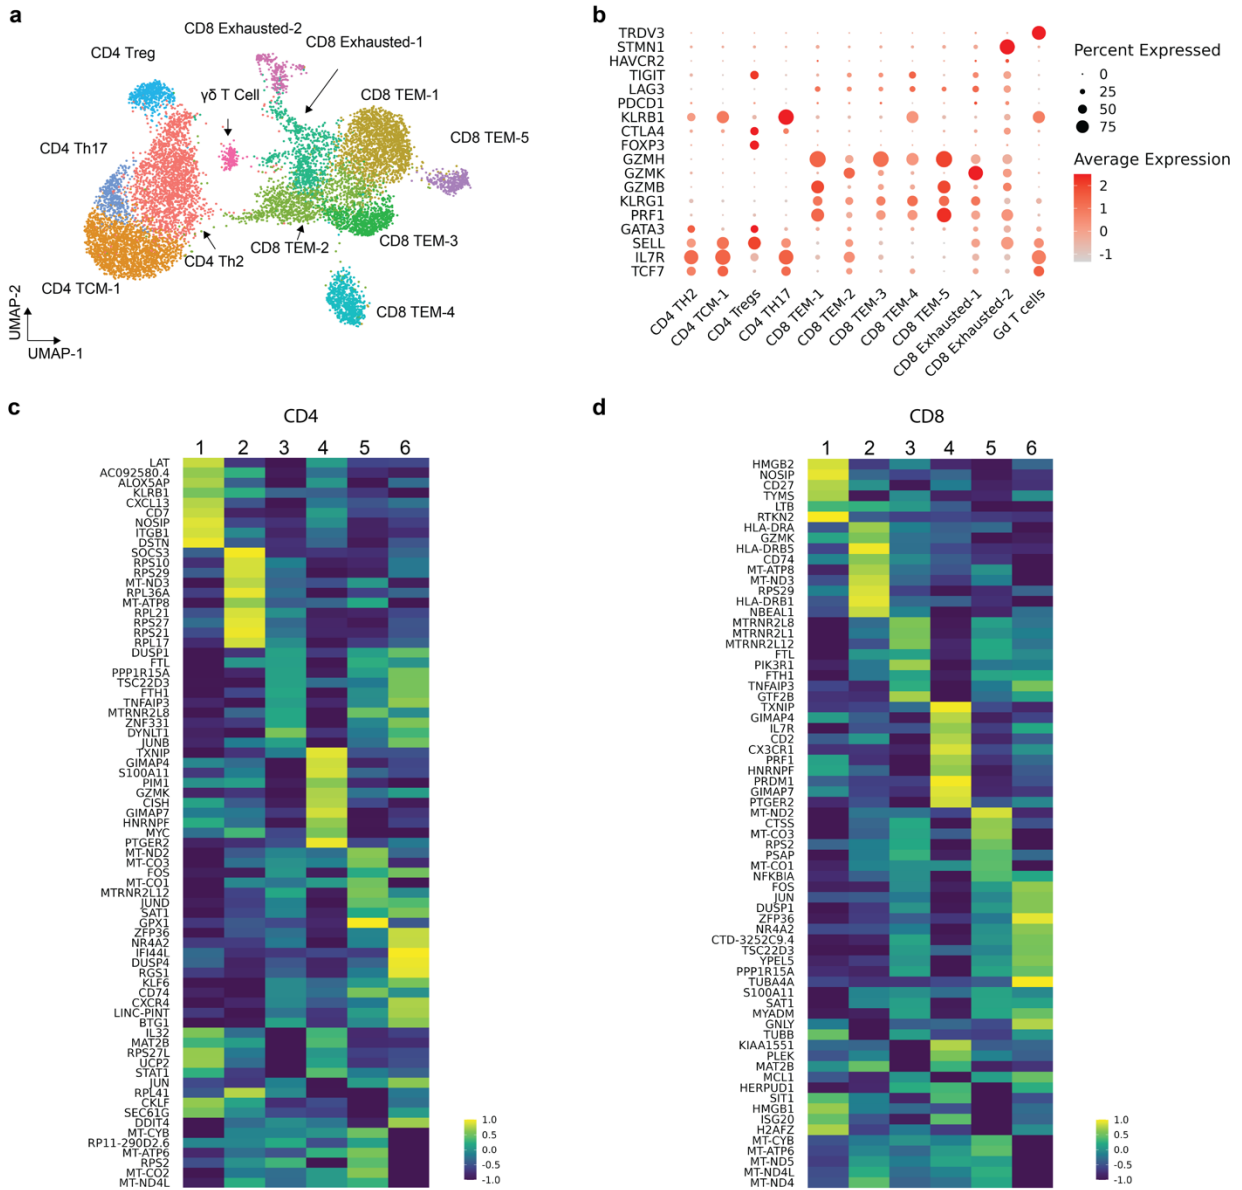 a
CD8 Exhausted-2
CD8 Exhausted-1
CD4 Treg
γδ T Cell
CD8 TEM-1
CD8 TEM-5
CD4 Th17
CD8 TEM-2
CD8 TEM-3
CD4 Th2
CD4 TCM-1
CD8 TEM-4
UMAP-2
UMAP-1
b
TRDV3
STMN1
HAVCR2
TIGIT
LAG3
PDCD1
KLRB1
CTLA4
FOXP3
GZMH
GZMK
GZMB
KLRG1
PRF1
GATA3
SELL
IL7R
TCF7
CD4 TH2
CD4 TCM-1
CD4 Tregs
CD4 TH17
CD8 TEM-1
CD8 TEM-2
CD8 TEM-3
CD8 TEM-4
CD8 TEM-5
CD8 Exhausted-1
CD8 Exhausted-2
Gd T cells
Percent Expressed
0
25
50
75
Average Expression
2
1
0
-1
c
CD4
1 2 3 4 5 6
LAT
AC092580.4
ALOX5AP
KLRB1
CXCL13
CD7
NOSIP
ITGB1
DSTN
SOCS3
RPS10
RPS29
MT-ND3
RPL36A
MT-ATP8
RPL21
RPS27
RPS21
RPL17
DUSP1
FTL
PPP1R15A
TSC22D3
FTH1
TNFAIP3
MTRNR2L8
ZNF331
DYNLT1
JUNB
TXNIP
GIMAP4
S100A11
PIM1
GZMK
CISH
GIMAP7
HNRNPF
MYC
PTGER2
MT-ND2
MT-CO3
FOS
MT-CO1
MTRNR2L12
JUND
SAT1
GPX1
ZFP36
NR4A2
IFI44L
DUSP4
RGS1
KLF6
CD74
CXCR4
LINC-PINT
BTG1
IL32
MAT2B
RPS27L
UCP2
STAT1
JUN
RPL41
CKLF
SEC61G
DDIT4
MT-CYB
RP11-290D2.6
MT-ATP6
RPS2
MT-CO2
MT-ND4L
1.0
0.5
0.0
-0.5
-1.0
d
CD8
1 2 3 4 5 6
HMGB2
NOSIP
CD27
TYMS
LTB
RTKN2
HLA-DRA
GZMK
HLA-DRB5
CD74
MT-ATP8
MT-ND3
RPS29
HLA-DRB1
NBEAL1
MTRNR2L8
MTRNR2L1
MTRNR2L12
FTL
PIK3R1
FTH1
TNFAIP3
GTF2B
TXNIP
GIMAP4
IL7R
CD2
CX3CR1
PRF1
HNRNPF
PRDM1
GIMAP7
PTGER2
MT-ND2
CTSS
MT-CO3
RPS2
PSAP
MT-CO1
NFKBIA
FOS
JUN
DUSP1
ZFP36
NR4A2
CTD-3252C9.4
TSC22D3
YPEL5
PPP1R15A
TUBA4A
S100A11
SAT1
MYADM
GNLY
TUBB
KIAA1551
PLEK
MAT2B
MCL1
HERPUD1
SIT1
HMGB1
ISG20
H2AFZ
MT-CYB
MT-ATP6
MT-ND5
MT-ND4L
MT-ND4
1.0
0.5
0.0
-0.5
-1.0